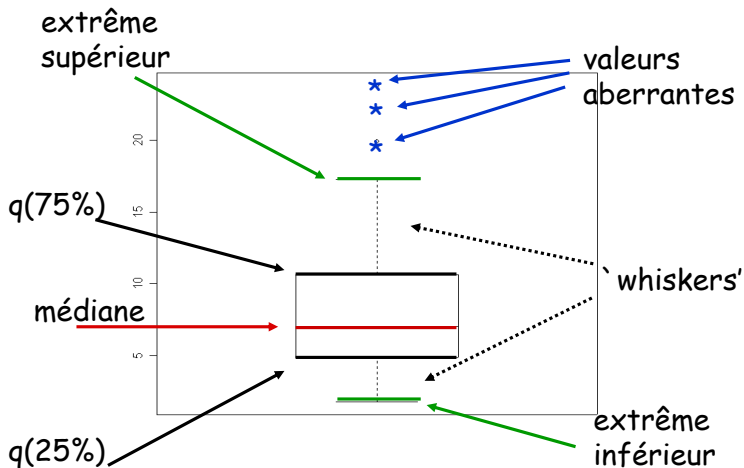 extrême
supérieur
valeurs
aberrantes
20
q(75%)
15
10
`whiskers'
médiane
5
extrême
inférieur
q(25%)